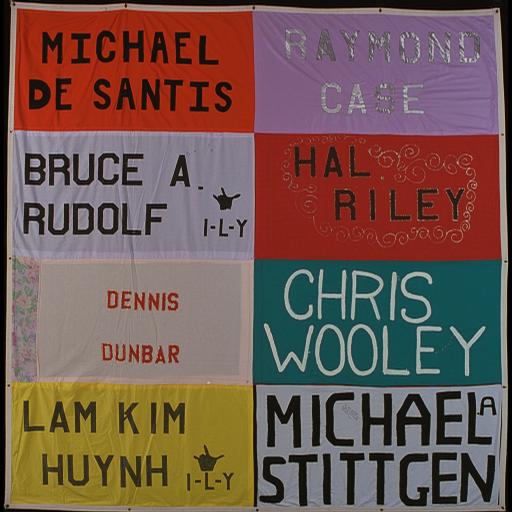 MICHAEL
DE SANTIS
RAYMOND
CASE
BRUCE A.
RUDOLF I-L-Y
HAL
RILEY
DENNIS
DUNBAR
CHRIS
WOOLEY
LAM KIM
HUYNH I-L-Y
MICHAEL A
STITTGEN